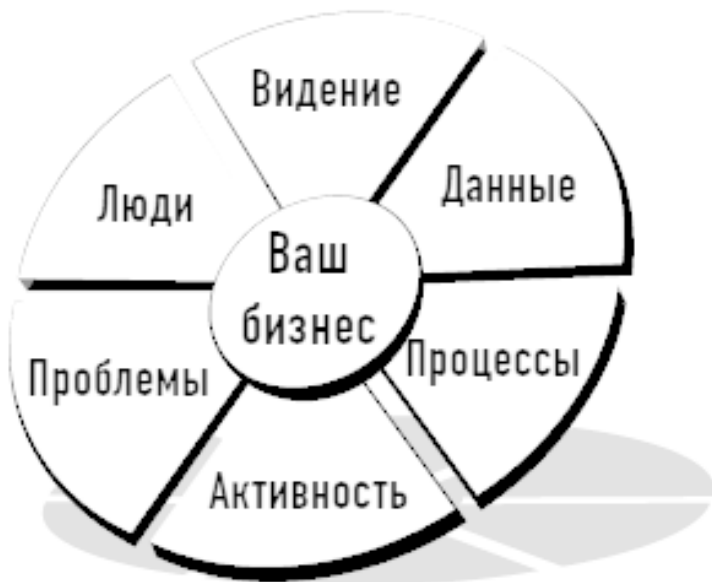 Видение
Данные
Люди
Ваш
бизнес
Процессы
Проблемы
Активность